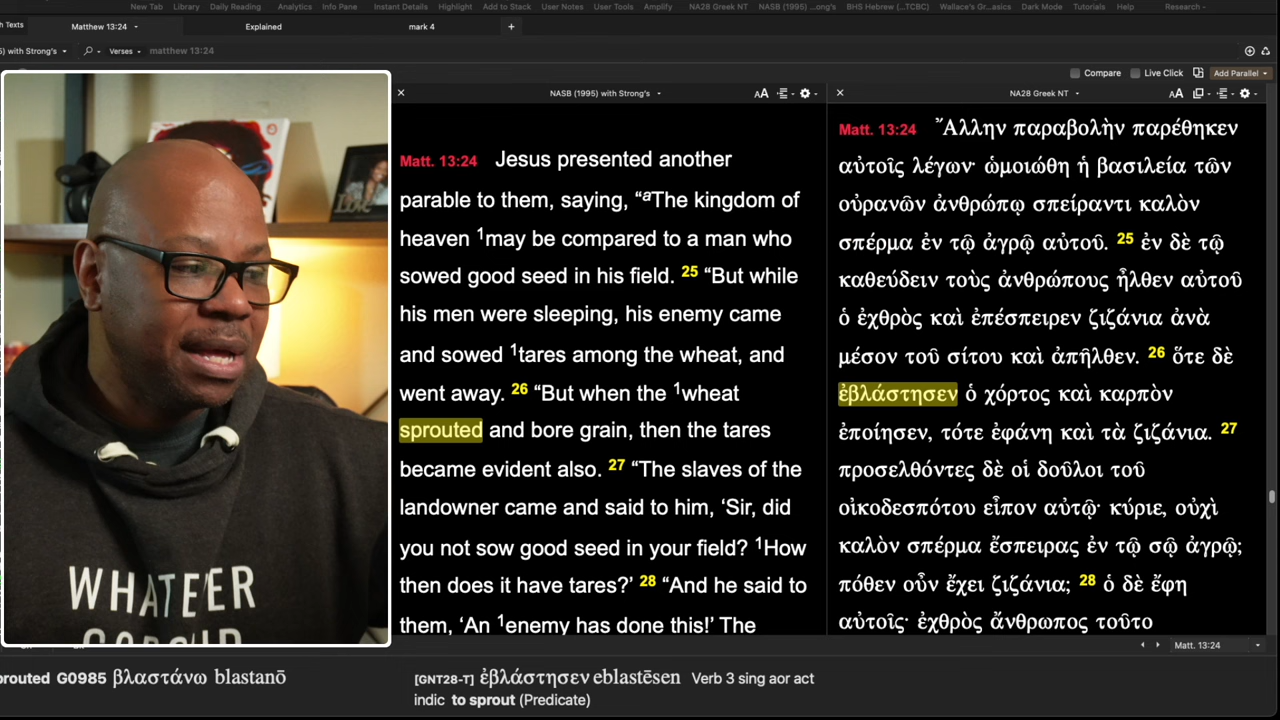 New Tab Library Daily Reading Analytics Info Pane Instant Details Highlight Add to Stack User Notes User Tools Amplify NA28 Greek NT NASB (1995) ...ong's BHS Hebrew (...TCBC) Wallace's Gr...asics Dark Mode Tutorials Help Research
h Texts Matthew 13:24 Explained mark 4 +
5) with Strong's Verses matthew 13:24
Compare Live Click Add Parallel
NASB (1995) with Strong's
Matt. 13:24 Jesus presented another
parable to them, saying, “aThe kingdom of
heaven 1may be compared to a man who
sowed good seed in his field. 25 “But while
his men were sleeping, his enemy came
and sowed 1tares among the wheat, and
went away. 26 “But when the 1wheat
sprouted and bore grain, then the tares
became evident also. 27 “The slaves of the
landowner came and said to him, ‘Sir, did
you not sow good seed in your field? 1How
then does it have tares?’ 28 “And he said to
them, ‘An 1enemy has done this!’ The
NA28 Greek NT
Matt. 13:24 Ἄλλην παραβολὴν παρέθηκεν
αὐτοῖς λέγων· ὡμοιώθη ἡ βασιλεία τῶν
οὐρανῶν ἀνθρώπῳ σπείραντι καλὸν
σπέρμα ἐν τῷ ἀγρῷ αὐτοῦ. 25 ἐν δὲ τῷ
καθεύδειν τοὺς ἀνθρώπους ἦλθεν αὐτοῦ
ὁ ἐχθρὸς καὶ ἐπέσπειρεν ζιζάνια ἀνὰ
μέσον τοῦ σίτου καὶ ἀπῆλθεν. 26 ὅτε δὲ
ἐβλάστησεν ὁ χόρτος καὶ καρπὸν
ἐποίησεν, τότε ἐφάνη καὶ τὰ ζιζάνια. 27
προσελθόντες δὲ οἱ δοῦλοι τοῦ
οἰκοδεσπότου εἶπον αὐτῷ· κύριε, οὐχὶ
καλὸν σπέρμα ἔσπειρας ἐν τῷ σῷ ἀγρῷ;
πόθεν οὖν ἔχει ζιζάνια; 28 ὁ δὲ ἔφη
αὐτοῖς· ἐχθρὸς ἄνθρωπος τοῦτο
Matt. 13:24
WHATEVER
prouted G0985 βλαστάνω blastanō
[GNT28-T] ἐβλάστησεν eblastēsen Verb 3 sing aor act
indic to sprout (Predicate)